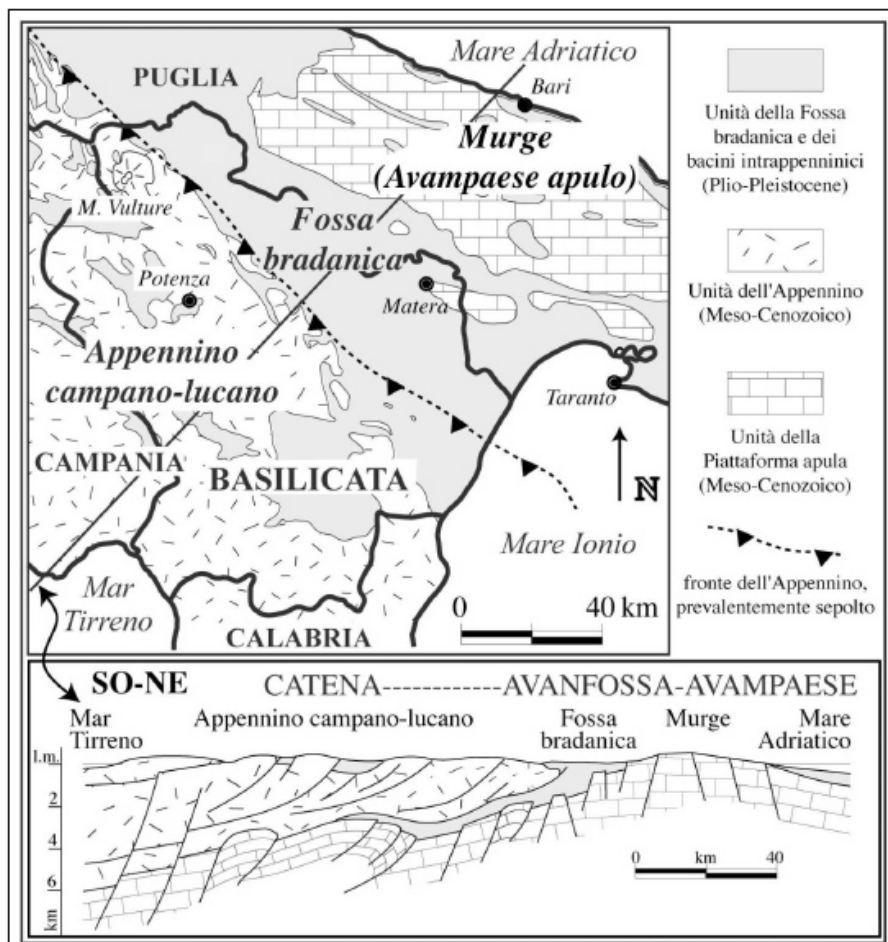 Mare Adriatico
PUGLIA
Bari
Murge
(Avampaese apulo)
M. Vulture
Fossa
bradanica
Potenza
Matera
Appennino
campano-lucano
Taranto
CAMPANIA
BASILICATA
N
Mare Ionio
Mar
Tirreno
0 40 km
CALABRIA
Unità della Fossa
bradanica e dei
bacini intrappenninici
(Plio-Pleistocene)
Unità dell'Appennino
(Meso-Cenozoico)
Unità della
Piattaforma apula
(Meso-Cenozoico)
fronte dell'Appennino,
prevalentemente sepolto
SO-NE CATENA-----------AVANFOSSA-AVAMPAESE
Mar
Tirreno
Appennino campano-lucano
Fossa
bradanica
Murge
Mare
Adriatico
l.m.
2
4
6
km
0 km 40